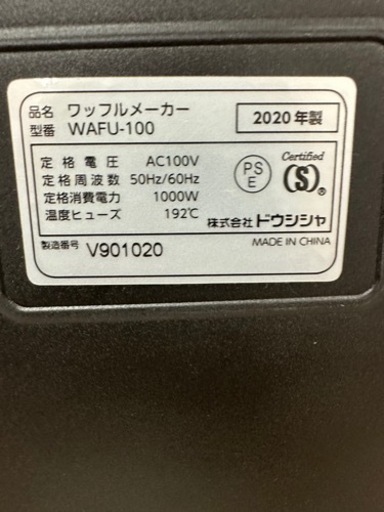 品名 ワッフルメーカー
型番 WAFU-100
2020年製
定格電圧 AC100V
定格周波数 50Hz/60Hz
定格消費電力 1000W
温度ヒューズ 192℃
PS
E
Certified
S
®
株式会社ドウシシャ
製造番号 V901020
MADE IN CHINA